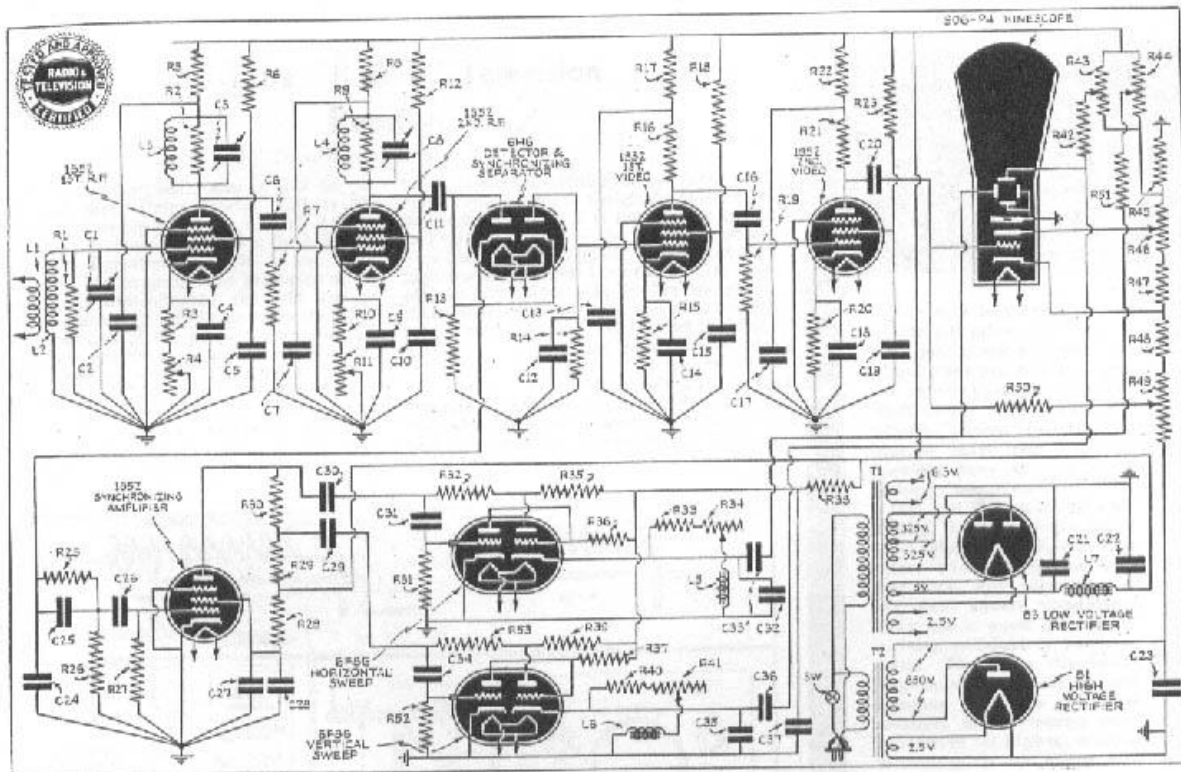 TESTED AND APPROVED
RADIO &
TELEVISION
906-P4 KINESCOPE
R5
R6
R2
C3
L3
1852
1ST. R.F.
R8
R12
R9
C8
L4
1852
2ND. R.F.
6H6
DETECTOR &
SYNCHRONIZING
SEPARATOR
R17
R18
R16
1852
1ST.
VIDEO
R22
R23
R21
1852
2ND.
VIDEO
C20
R43
R44
R42
R51
R45
R46
R47
R48
R49
R50
L1
R1
C1
L2
C2
R3
R4
C4
C5
C6
R7
C7
R10
R11
C9
C10
C11
R13
C13
R14
C12
R15
C14
C15
C16
R19
C17
R20
C18
C19
1852
SYNCHRONIZING
AMPLIFIER
R30
C30
C29
R29
R28
R25
C25
C26
R26
R27
C24
C27
C28
R32
R35
C31
R36
R33
R34
R31
L5
C33
C32
R38
6F8G
HORIZONTAL
SWEEP
R53
R39
C34
R37
R40
R41
R52
C36
L6
C35
C37
6F8G
VERTICAL
SWEEP
SW
T1
6.3V
325V
325V
5V
2.5V
C21
C22
L7
83 LOW VOLTAGE
RECTIFIER
T2
2.5V
81
HIGH
VOLTAGE
RECTIFIER
C23